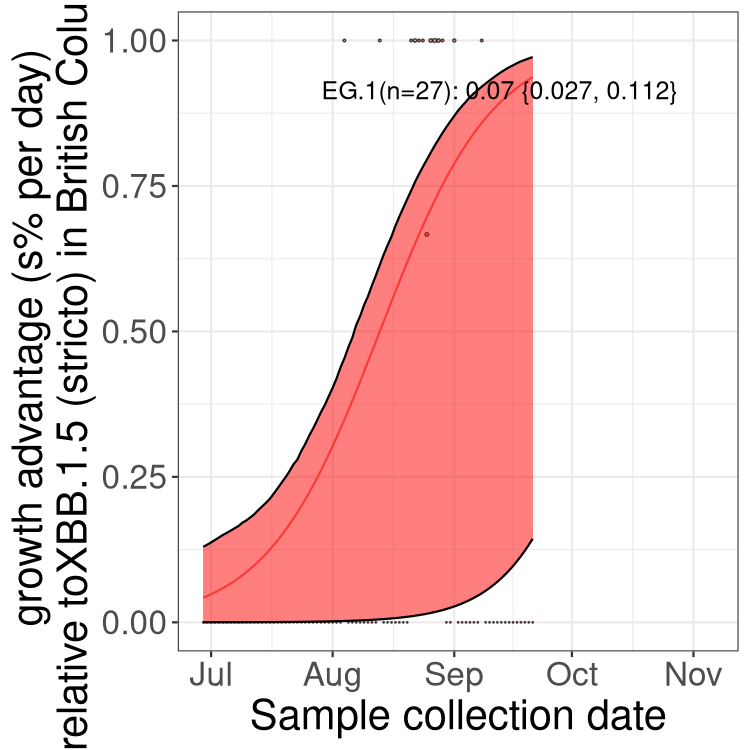 growth advantage (s% per day)
relative toXBB.1.5 (stricto) in British Colu
1.00
0.75
0.50
0.25
0.00
EG.1(n=27): 0.07 {0.027, 0.112}
Jul Aug Sep Oct Nov
Sample collection date